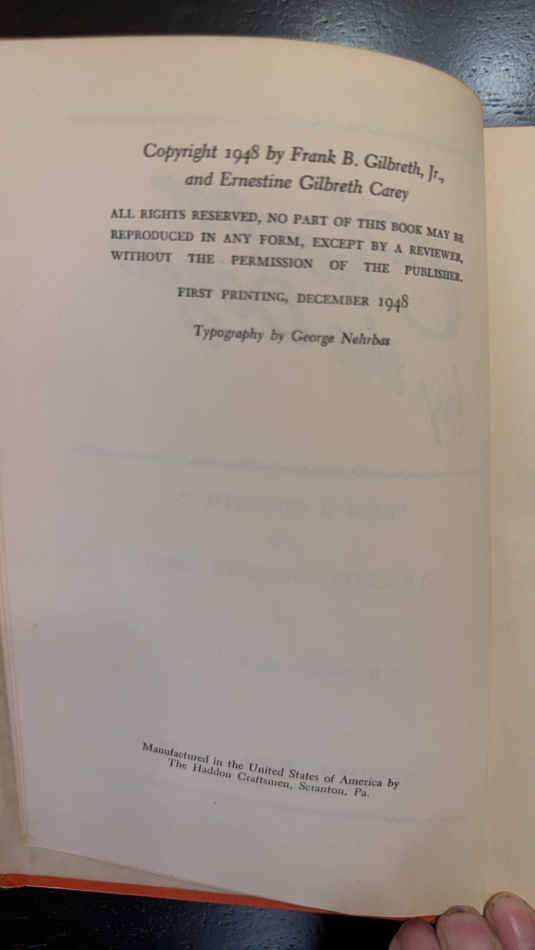 Copyright 1948 by Frank B. Gilbreth, Jr.,
and Ernestine Gilbreth Carey
ALL RIGHTS RESERVED, NO PART OF THIS BOOK MAY BE
REPRODUCED IN ANY FORM, EXCEPT BY A REVIEWER,
WITHOUT THE PERMISSION OF THE PUBLISHER.
FIRST PRINTING, DECEMBER 1948
Typography by George Nehrbas
Manufactured in the United States of America by
The Haddon Craftsmen, Scranton, Pa.